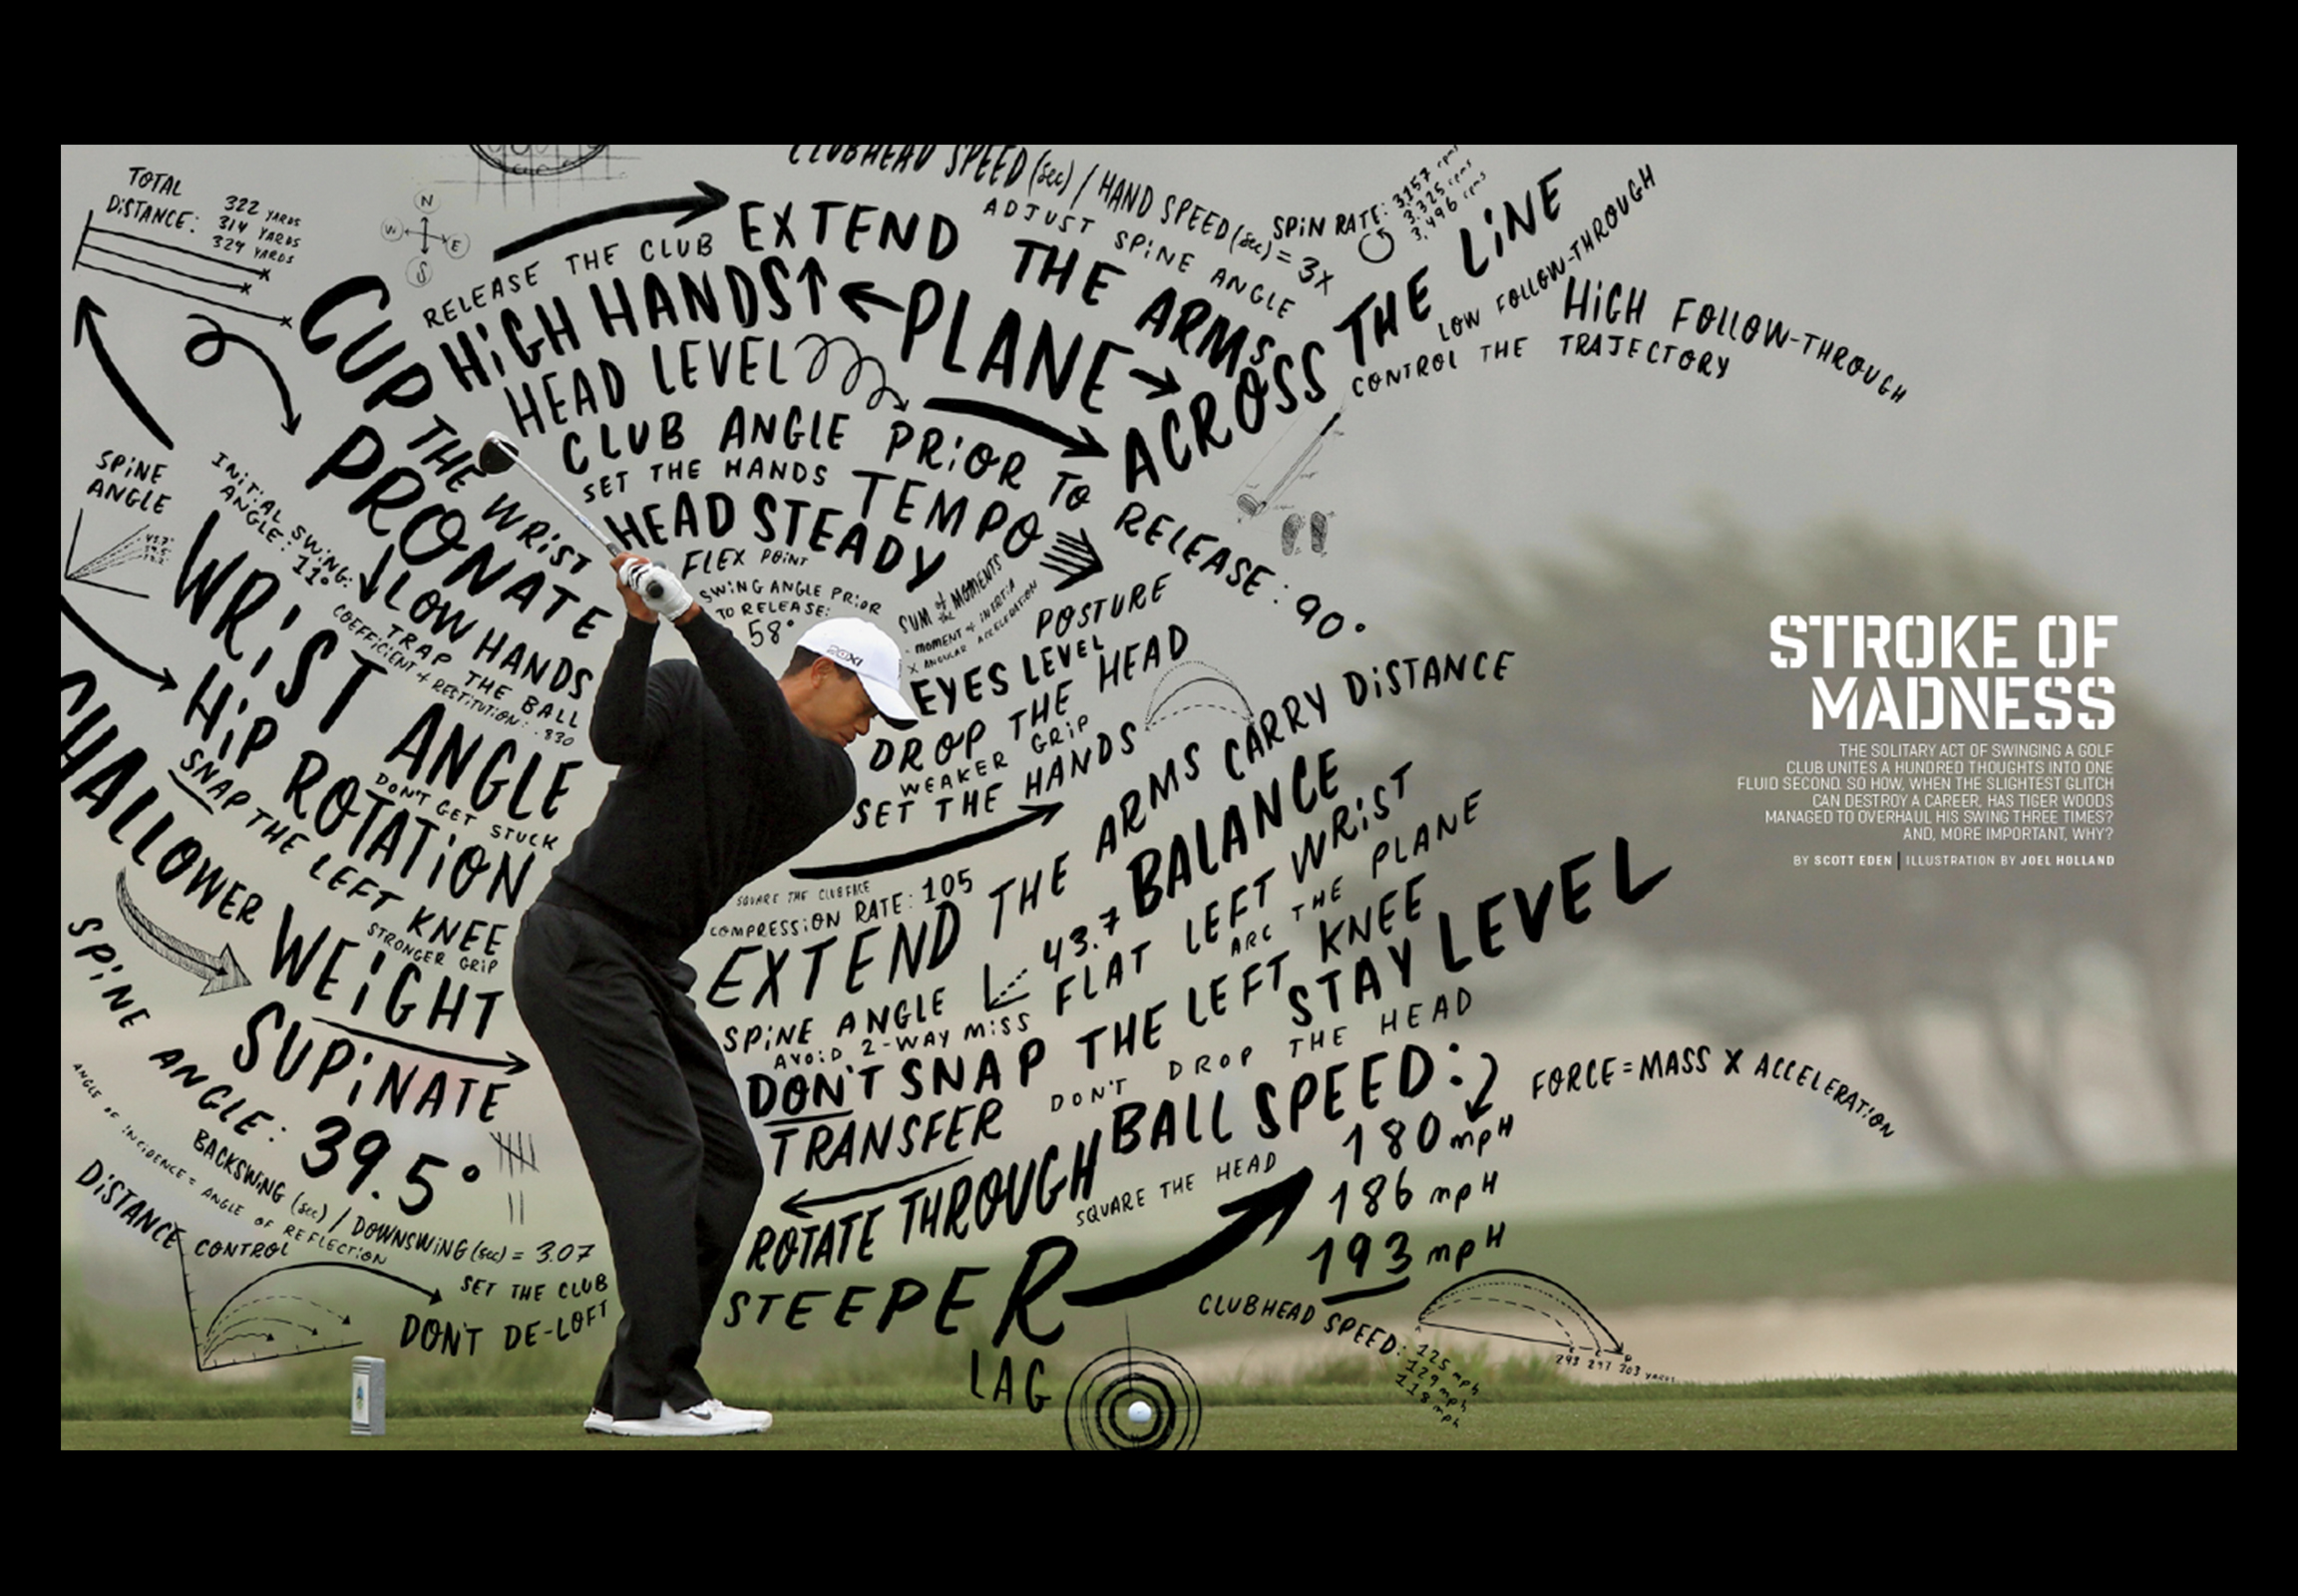 CLUBHEAD SPEED (sec) / HAND SPEED (sec) = 3X
TOTAL
DISTANCE:
322 YARDS
314 YARDS
329 YARDS
N
W
E
S
RELEASE THE CLUB
EXTEND THE ARMS
ADJUST SPINE ANGLE
SPIN RATE: 3,157 rpms
3,325 rpms
3,496 rpms
ACROSS THE LINE
LOW FOLLOW-THROUGH
HIGH FOLLOW-THROUGH
CONTROL THE TRAJECTORY
HIGH HANDS
PLANE
CUP THE WRIST
HEAD LEVEL
CLUB ANGLE PRIOR TO RELEASE: 90°
SET THE HANDS
TEMPO
PRONATE
HEAD STEADY
FLEX POINT
SWING ANGLE PRIOR
TO RELEASE:
58°
SUM of the MOMENTS
= MOMENT of INERTIA
X ANGULAR ACCELERATION
POSTURE
SPINE
ANGLE
INITIAL SWING
ANGLE: 11°
LOW HANDS
TRAP THE BALL
COEFFICIENT of RESTITUTION: .830
WRIST ANGLE
20XI
EYES LEVEL
DROP THE HEAD
WEAKER GRIP
SET THE HANDS
HIP ROTATION
DON'T GET STUCK
SNAP THE LEFT KNEE
STRONGER GRIP
HALLOWER
WEIGHT
SUPINATE
SQUARE THE CLUBFACE
COMPRESSION RATE: 105
EXTEND THE ARMS
CARRY DISTANCE
BALANCE
SPINE ANGLE
43.7
FLAT LEFT WRIST
ARC THE PLANE
AVOID 2-WAY MISS
DON'T SNAP THE LEFT KNEE
STAY LEVEL
DON'T DROP THE HEAD
TRANSFER
BALL SPEED:
180 mpH
186 mpH
193 mpH
FORCE = MASS X ACCELERATION
ROTATE THROUGH
SQUARE THE HEAD
STEEPER
LAG
CLUBHEAD SPEED: 125 mph
129 mph
118 mph
293 297 303 YARDS
SPINE ANGLE: 39.5°
ANGLE OF INCIDENCE = ANGLE OF REFLECTION
BACKSWING (sec) / DOWNSWING (sec) = 3.07
DISTANCE CONTROL
SET THE CLUB
DON'T DE-LOFT
STROKE OF
MADNESS
THE SOLITARY ACT OF SWINGING A GOLF
CLUB UNITES A HUNDRED THOUGHTS INTO ONE
FLUID SECOND. SO HOW, WHEN THE SLIGHTEST GLITCH
CAN DESTROY A CAREER, HAS TIGER WOODS
MANAGED TO OVERHAUL HIS SWING THREE TIMES?
AND, MORE IMPORTANT, WHY?
BY SCOTT EDEN | ILLUSTRATION BY JOEL HOLLAND